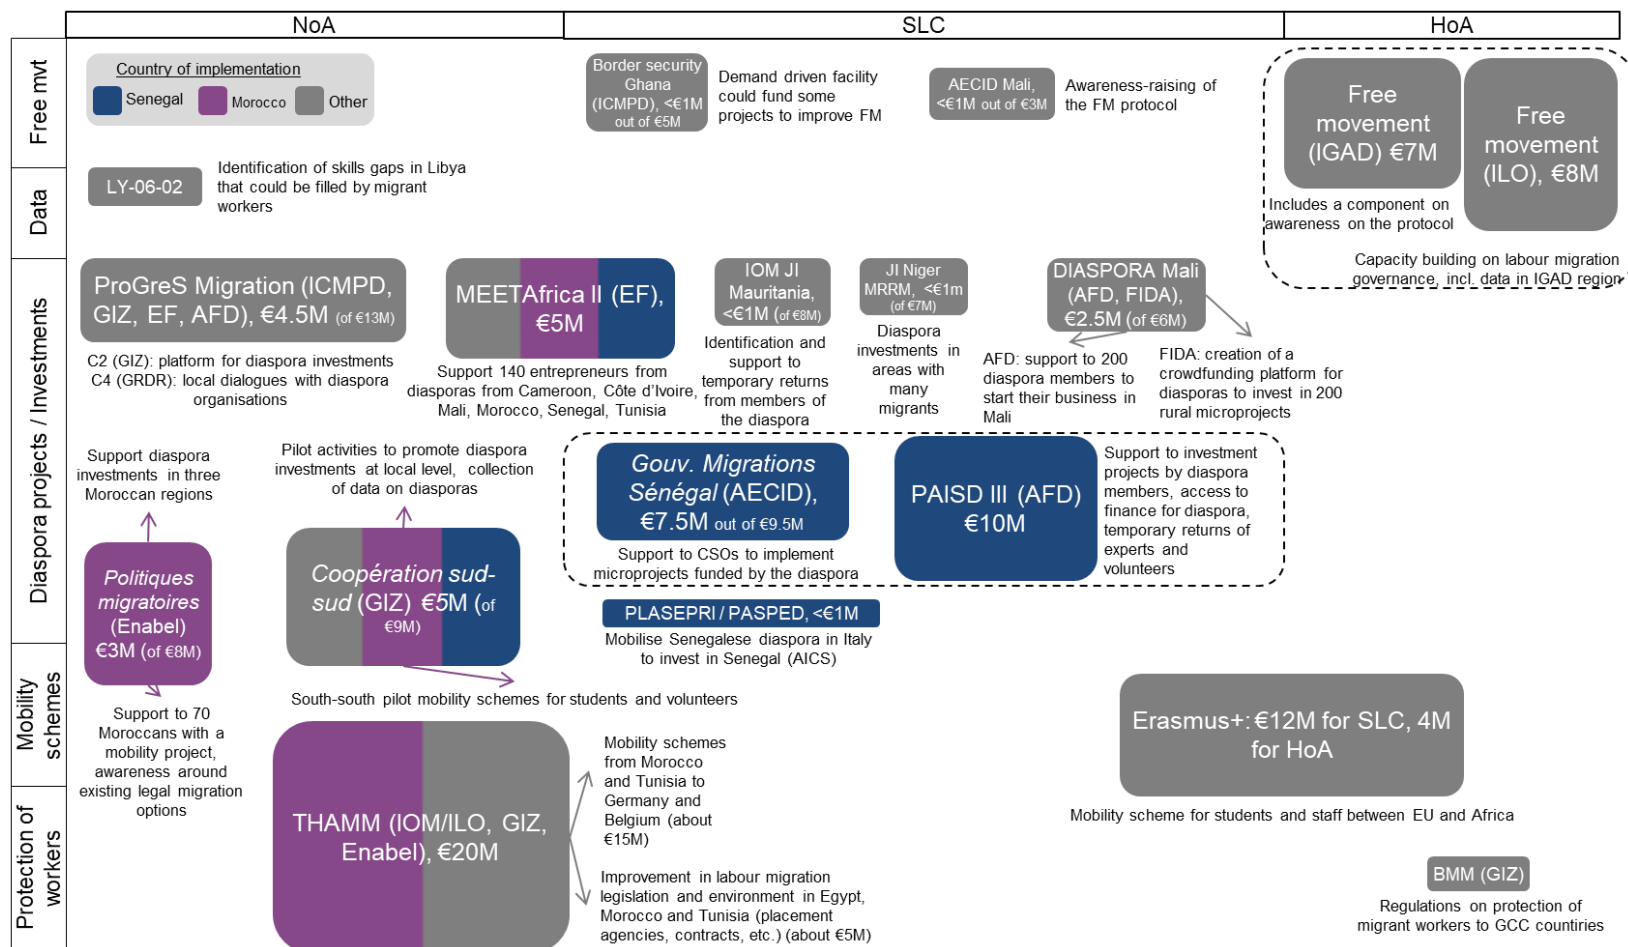 NoA
SLC
HoA
Free mvt
Data
Diaspora projects / Investments
Mobility
schemes
Protection of
workers
Country of implementation
Senegal
Morocco
Other
Border security
Ghana
(ICMPD), <€1M
out of €5M
Demand driven facility
could fund some
projects to improve FM
AECID Mali,
<€1M out of €3M
Awareness-raising of
the FM protocol
Free
movement
(IGAD) €7M
Free
movement
(ILO), €8M
Includes a component on
awareness on the protocol
Capacity building on labour migration
governance, incl. data in IGAD region
LY-06-02
Identification of skills gaps in Libya
that could be filled by migrant
workers
ProGreS Migration (ICMPD,
GIZ, EF, AFD), €4.5M (of €13M)
C2 (GIZ): platform for diaspora investments
C4 (GRDR): local dialogues with diaspora
organisations
MEETAfrica II (EF),
€5M
Support 140 entrepreneurs from
diasporas from Cameroon, Côte d'Ivoire,
Mali, Morocco, Senegal, Tunisia
IOM JI
Mauritania,
<€1M (of €8M)
Identification and
support to
temporary returns
from members of
the diaspora
JI Niger
MRRM, <€1m
(of €7M)
Diaspora
investments in
areas with
many
migrants
DIASPORA Mali
(AFD, FIDA),
€2.5M (of €6M)
AFD: support to 200
diaspora members to
start their business in
Mali
FIDA: creation of a
crowdfunding platform for
diasporas to invest in 200
rural microprojects
Support diaspora
investments in three
Moroccan regions
Politiques
migratoires
(Enabel)
€3M (of €8M)
Support to 70
Moroccans with a
mobility project,
awareness around
existing legal migration
options
Pilot activities to promote diaspora
investments at local level, collection
of data on diasporas
Coopération sud-
sud (GIZ) €5M (of
€9M)
South-south pilot mobility schemes for students and volunteers
Gouv. Migrations
Sénégal (AECID),
€7.5M out of €9.5M
Support to CSOs to implement
microprojects funded by the diaspora
PAISD III (AFD)
€10M
Support to investment
projects by diaspora
members, access to
finance for diaspora,
temporary returns of
experts and
volunteers
PLASEPRI / PASPED, <€1M
Mobilise Senegalese diaspora in Italy
to invest in Senegal (AICS)
THAMM (IOM/ILO, GIZ,
Enabel), €20M
Mobility schemes
from Morocco
and Tunisia to
Germany and
Belgium (about
€15M)
Improvement in labour migration
legislation and environment in Egypt,
Morocco and Tunisia (placement
agencies, contracts, etc.) (about €5M)
Erasmus+: €12M for SLC, 4M
for HoA
Mobility scheme for students and staff between EU and Africa
BMM (GIZ)
Regulations on protection of
migrant workers to GCC countries